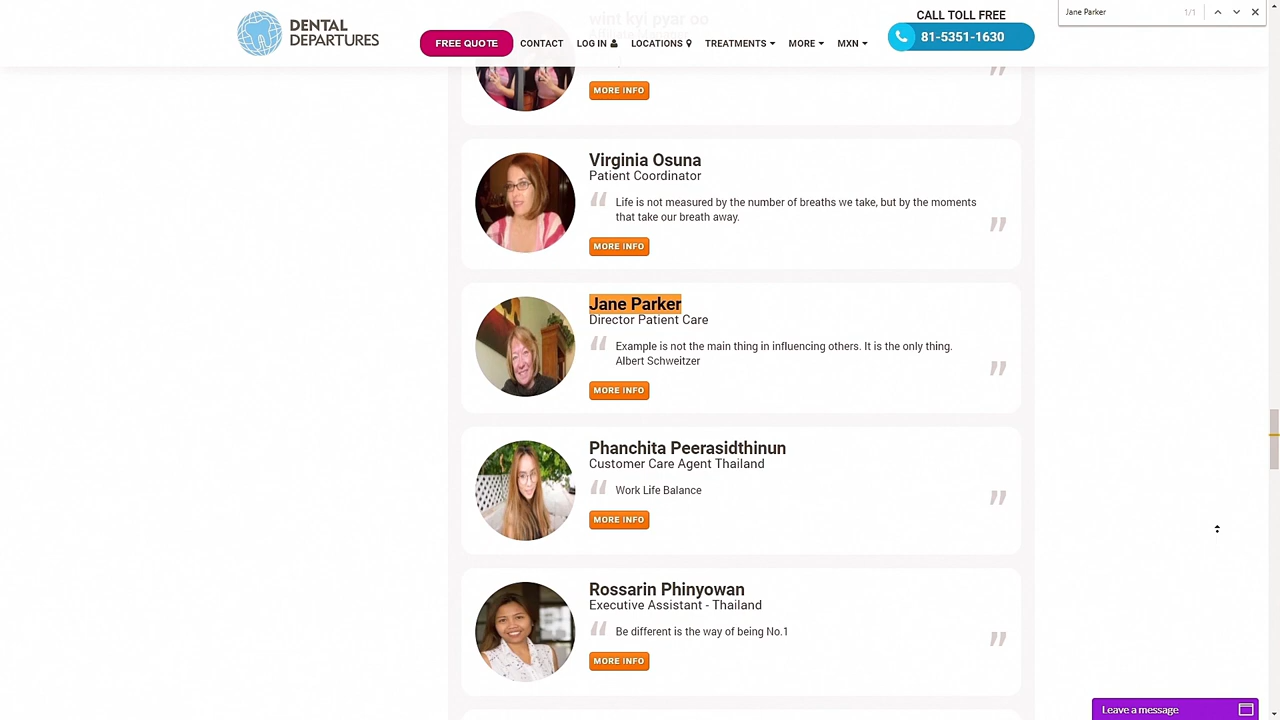 wint kyi pyar oo
DENTAL
DEPARTURES
FREE QUOTE
CONTACT
LOG IN
LOCATIONS
TREATMENTS
MORE
MXN
CALL TOLL FREE
81-5351-1630
Jane Parker
1/1
MORE INFO
Virginia Osuna
Patient Coordinator
“ Life is not measured by the number of breaths we take, but by the moments
that take our breath away. ”
MORE INFO
Jane Parker
Director Patient Care
“ Example is not the main thing in influencing others. It is the only thing.
Albert Schweitzer ”
MORE INFO
Phanchita Peerasidthinun
Customer Care Agent Thailand
“ Work Life Balance ”
MORE INFO
Rossarin Phinyowan
Executive Assistant - Thailand
“ Be different is the way of being No.1 ”
MORE INFO
Leave a message